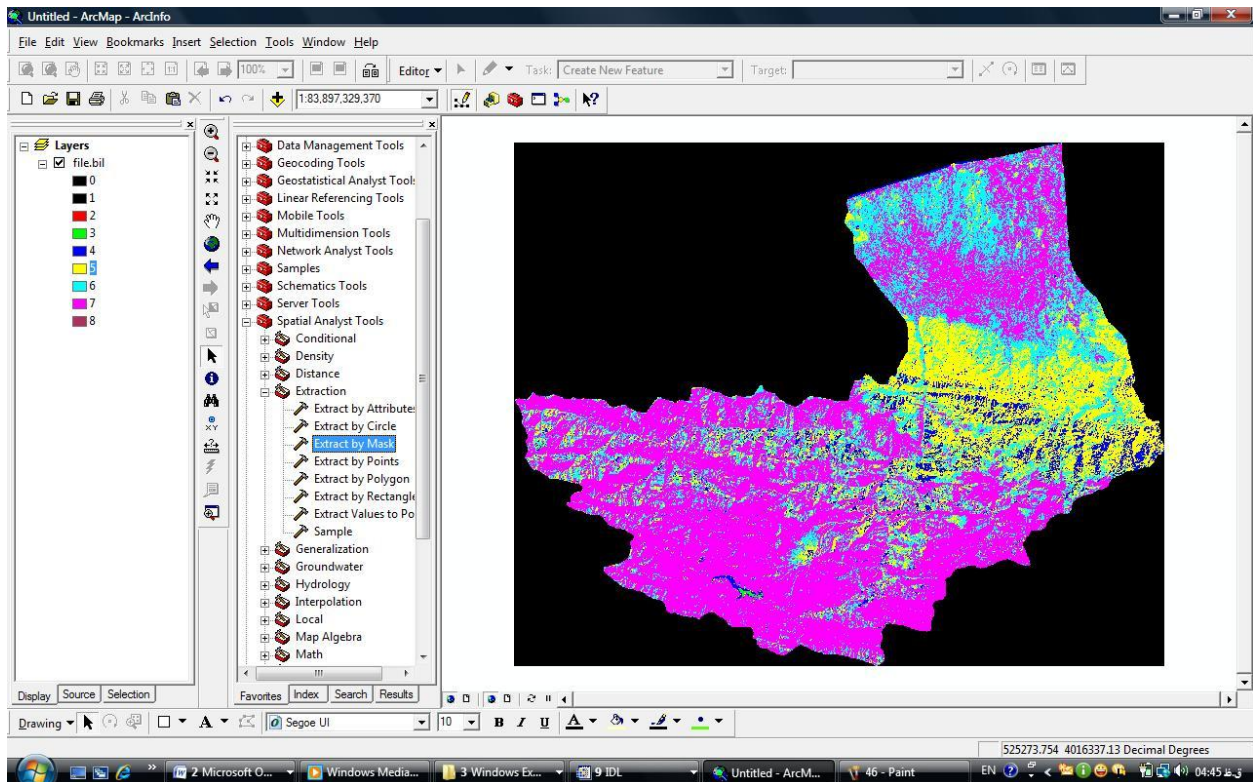 Untitled - ArcMap - ArcInfo
File Edit View Bookmarks Insert Selection Tools Window Help
100% Editor Task: Create New Feature Target:
1:83,897,329,370
Layers
file.bil
0
1
2
3
4
5
6
7
8
Display Source Selection
Data Management Tools
Geocoding Tools
Geostatistical Analyst Tools
Linear Referencing Tools
Mobile Tools
Multidimension Tools
Network Analyst Tools
Samples
Schematics Tools
Server Tools
Spatial Analyst Tools
Conditional
Density
Distance
Extraction
Extract by Attributes
Extract by Circle
Extract by Mask
Extract by Points
Extract by Polygon
Extract by Rectangle
Extract Values to Po
Sample
Generalization
Groundwater
Hydrology
Interpolation
Local
Map Algebra
Math
Favorites Index Search Results
Drawing A Segoe UI 10 B I U A
525273.754 4016337.13 Decimal Degrees
2 Microsoft O... Windows Media... 3 Windows Ex... 9 IDL Untitled - ArcM... 46 - Paint EN 04:45 ق.ظ